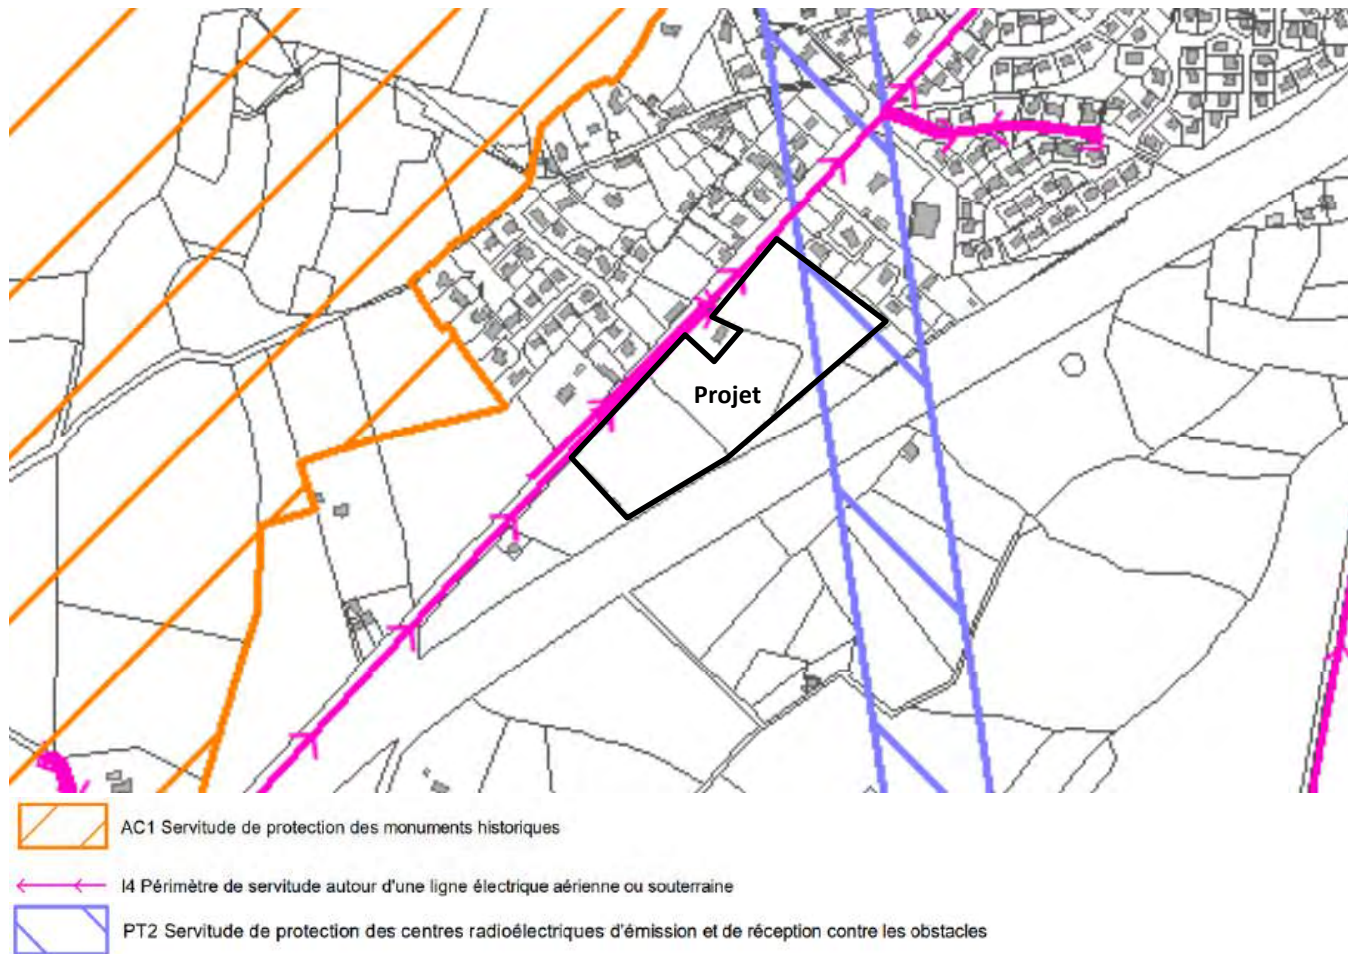 Projet
AC1 Servitude de protection des monuments historiques
I4 Périmètre de servitude autour d'une ligne électrique aérienne ou souterraine
PT2 Servitude de protection des centres radioélectriques d'émission et de réception contre les obstacles